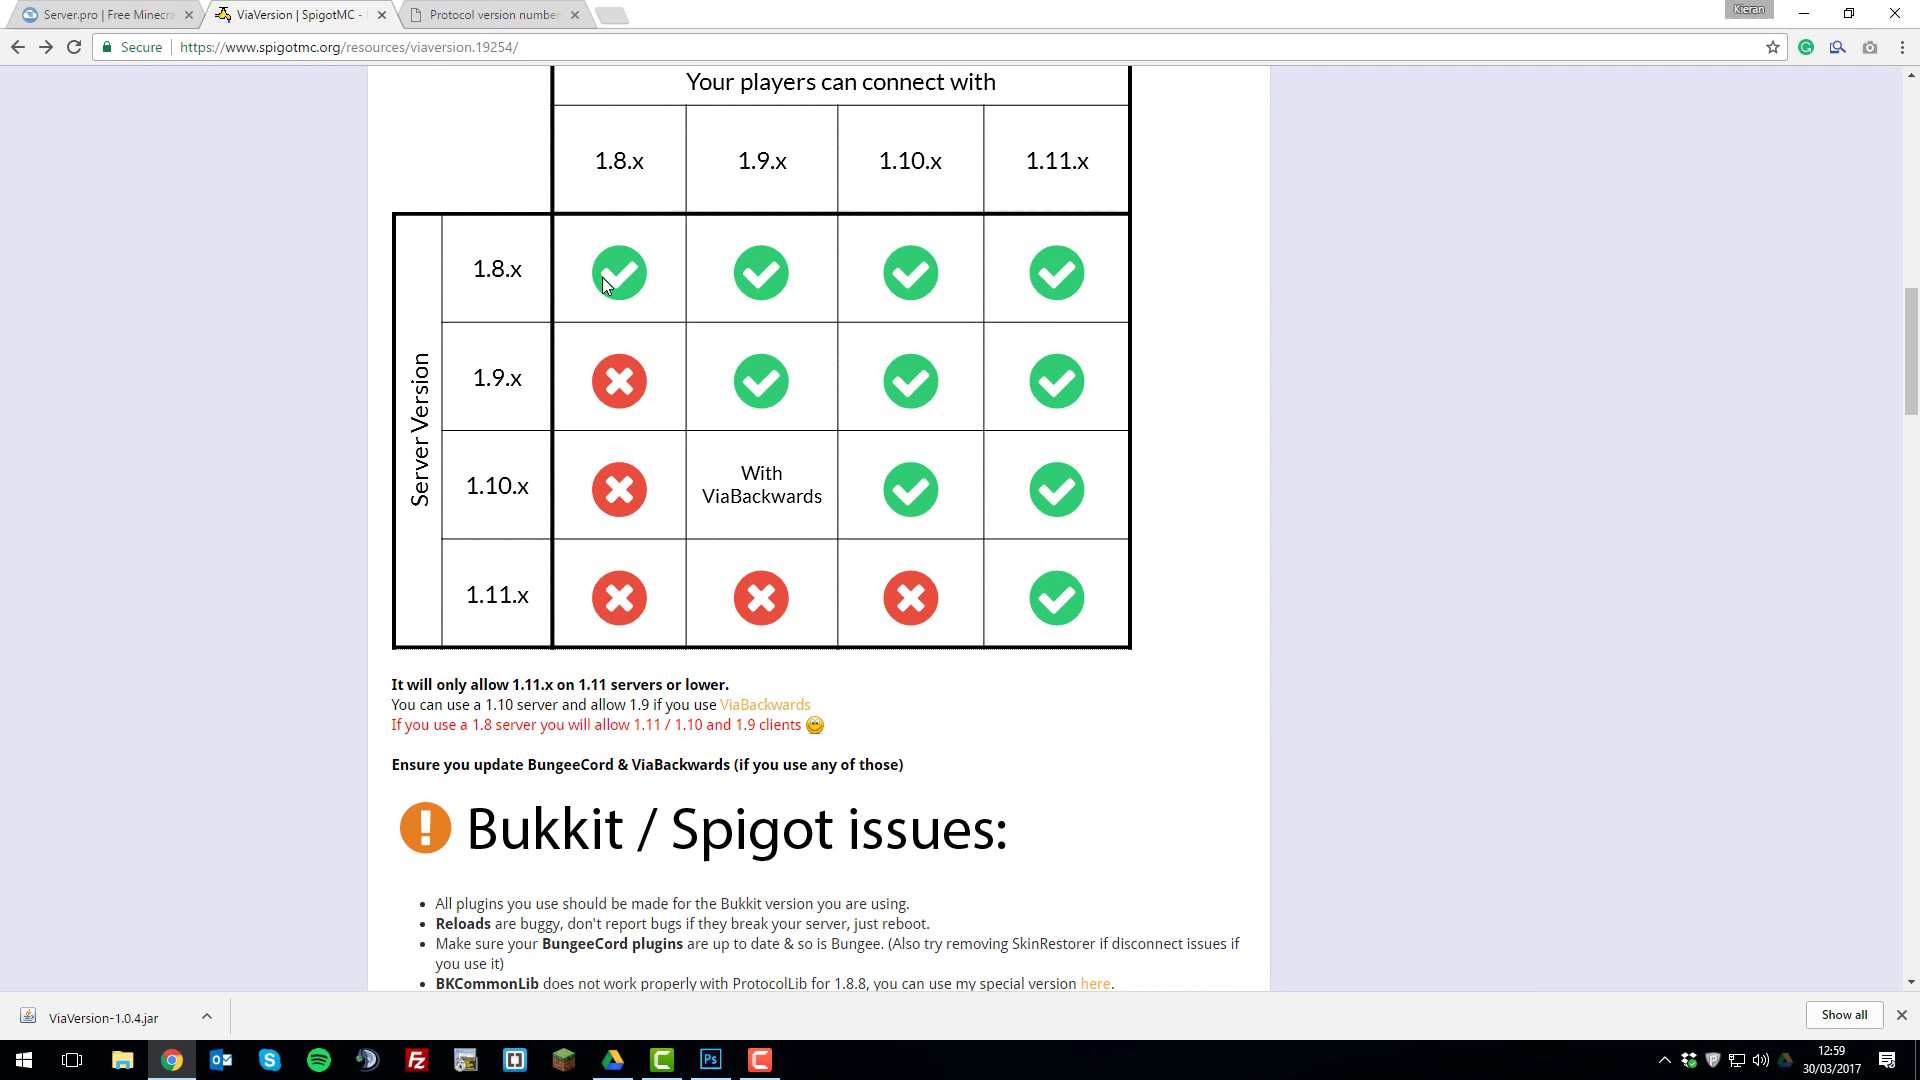 Server.pro | Free Minecra
ViaVersion | SpigotMC -
Protocol version number
Kieran
Secure
https://www.spigotmc.org/resources/viaversion.19254/
Your players can connect with
1.8.x 1.9.x 1.10.x 1.11.x
Server Version
1.8.x
1.9.x
1.10.x
With
ViaBackwards
1.11.x
It will only allow 1.11.x on 1.11 servers or lower.
You can use a 1.10 server and allow 1.9 if you use ViaBackwards
If you use a 1.8 server you will allow 1.11 / 1.10 and 1.9 clients
Ensure you update BungeeCord & ViaBackwards (if you use any of those)
! Bukkit / Spigot issues:
• All plugins you use should be made for the Bukkit version you are using.
• Reloads are buggy, don't report bugs if they break your server, just reboot.
• Make sure your BungeeCord plugins are up to date & so is Bungee. (Also try removing SkinRestorer if disconnect issues if
you use it)
• BKCommonLib does not work properly with ProtocolLib for 1.8.8, you can use my special version here.
ViaVersion-1.0.4.jar
Show all
12:59
30/03/2017